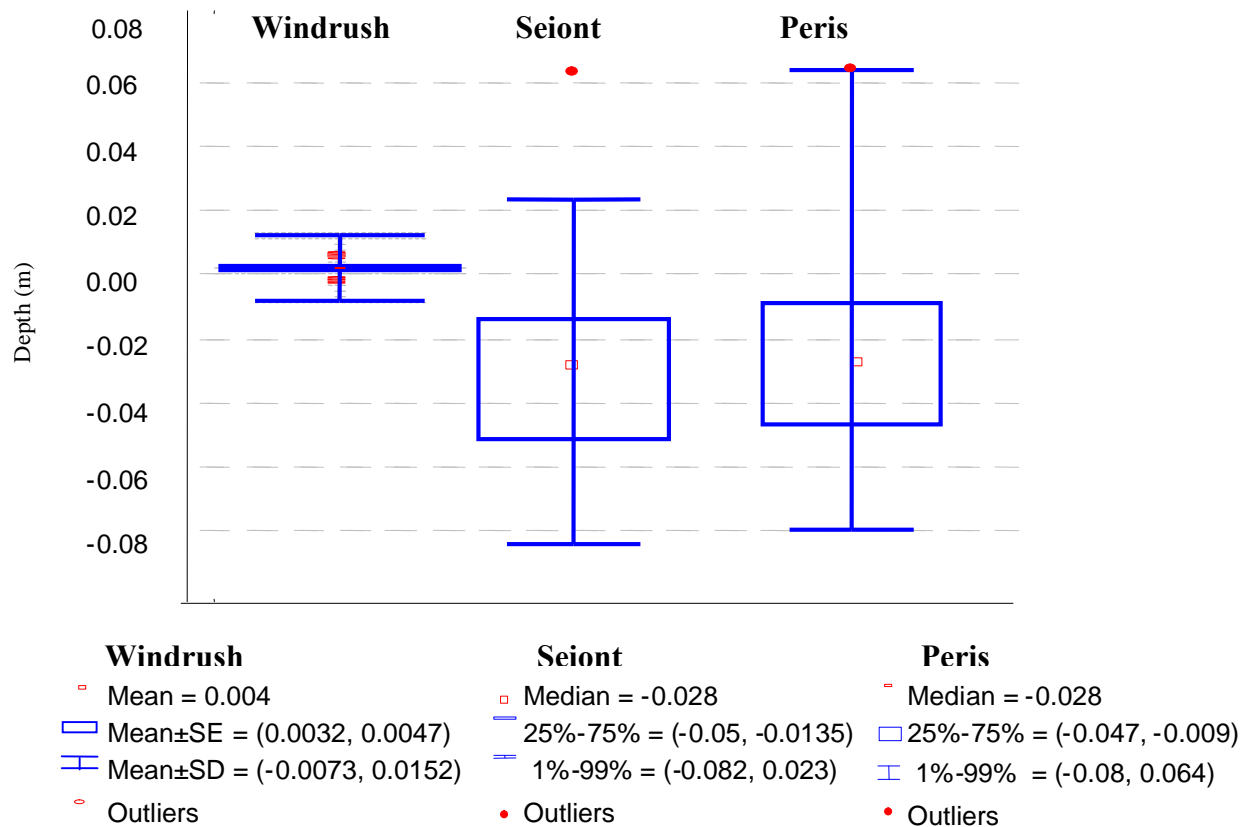 Windrush Seiont Peris
0.08
0.06
0.04
0.02
0.00
-0.02
-0.04
-0.06
-0.08
Depth (m)
Windrush
Mean = 0.004
Mean±SE = (0.0032, 0.0047)
Mean±SD = (-0.0073, 0.0152)
Outliers
Seiont
Median = -0.028
25%-75% = (-0.05, -0.0135)
1%-99% = (-0.082, 0.023)
Outliers
Peris
Median = -0.028
25%-75% = (-0.047, -0.009)
1%-99% = (-0.08, 0.064)
Outliers